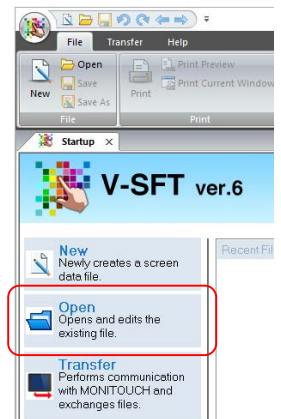 File Transfer Help
Open
Save
Save As
New
Print
Print Preview
Print Current Window
File
Print
Startup ×
V-SFT ver.6
New
Newly creates a screen
data file.
Open
Opens and edits the
existing file.
Transfer
Performs communication
with MONITOUCH and
exchanges files.
Recent Fil